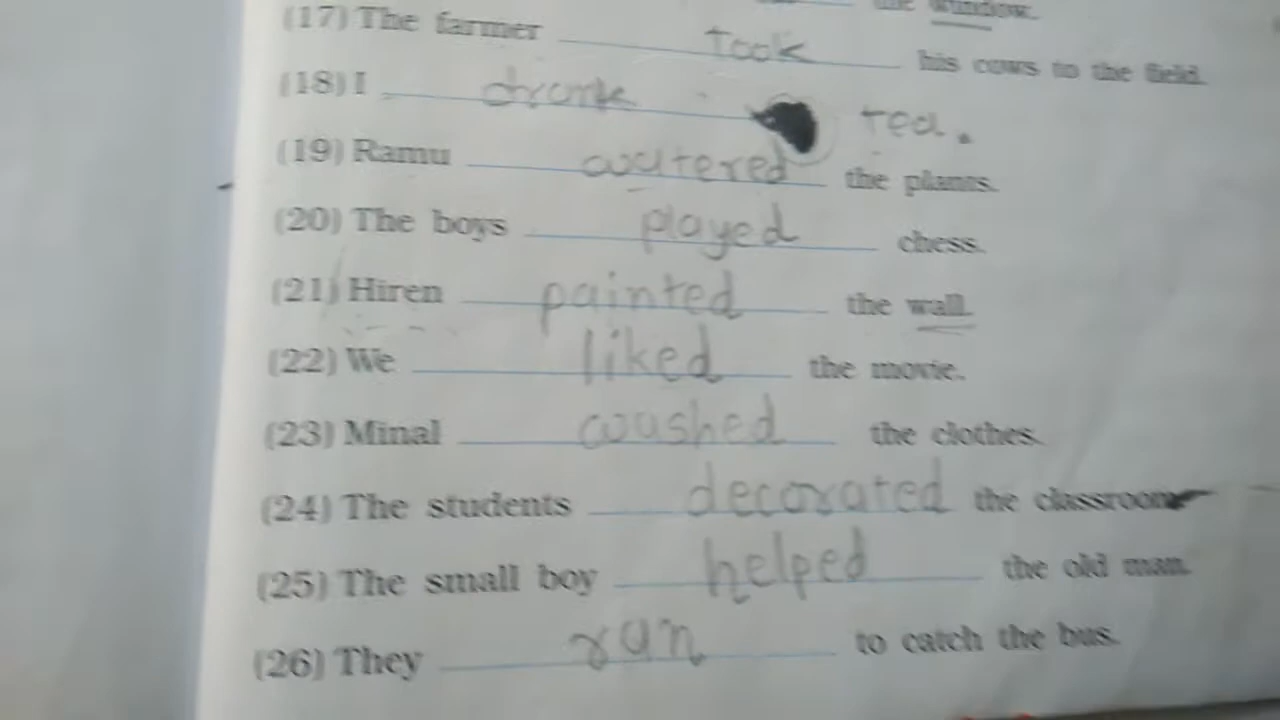 the window.
(17) The farmer took his cows to the field.
(18) I drank tea.
(19) Ramu watered the plants.
(20) The boys played chess.
(21) Hiren painted the wall.
(22) We liked the movie.
(23) Minal washed the clothes.
(24) The students decorated the classroom
(25) The small boy helped the old man.
(26) They run to catch the bus.